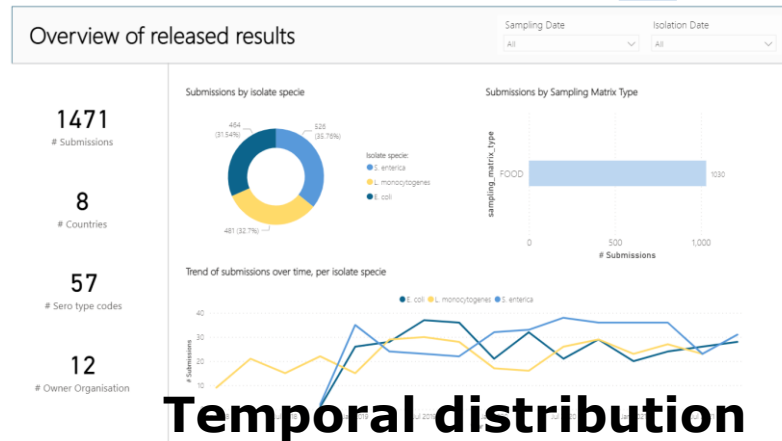 Overview of released results
Sampling Date
All
Isolation Date
All
1471
# Submissions
8
# Countries
57
# Sero type codes
12
# Owner Organisation
Submissions by isolate specie
464
(31.54%)
526
(35.76%)
481 (32.7%)
Isolate specie:
S. enterica
L. monocytogenes
E. coli
Submissions by Sampling Matrix Type
sampling_matrix_type
FOOD
1030
0
500
1,000
# Submissions
Trend of submissions over time, per isolate specie
E. coli
L. monocytogenes
S. enterica
# Submissions
40
30
20
10
Temporal distribution